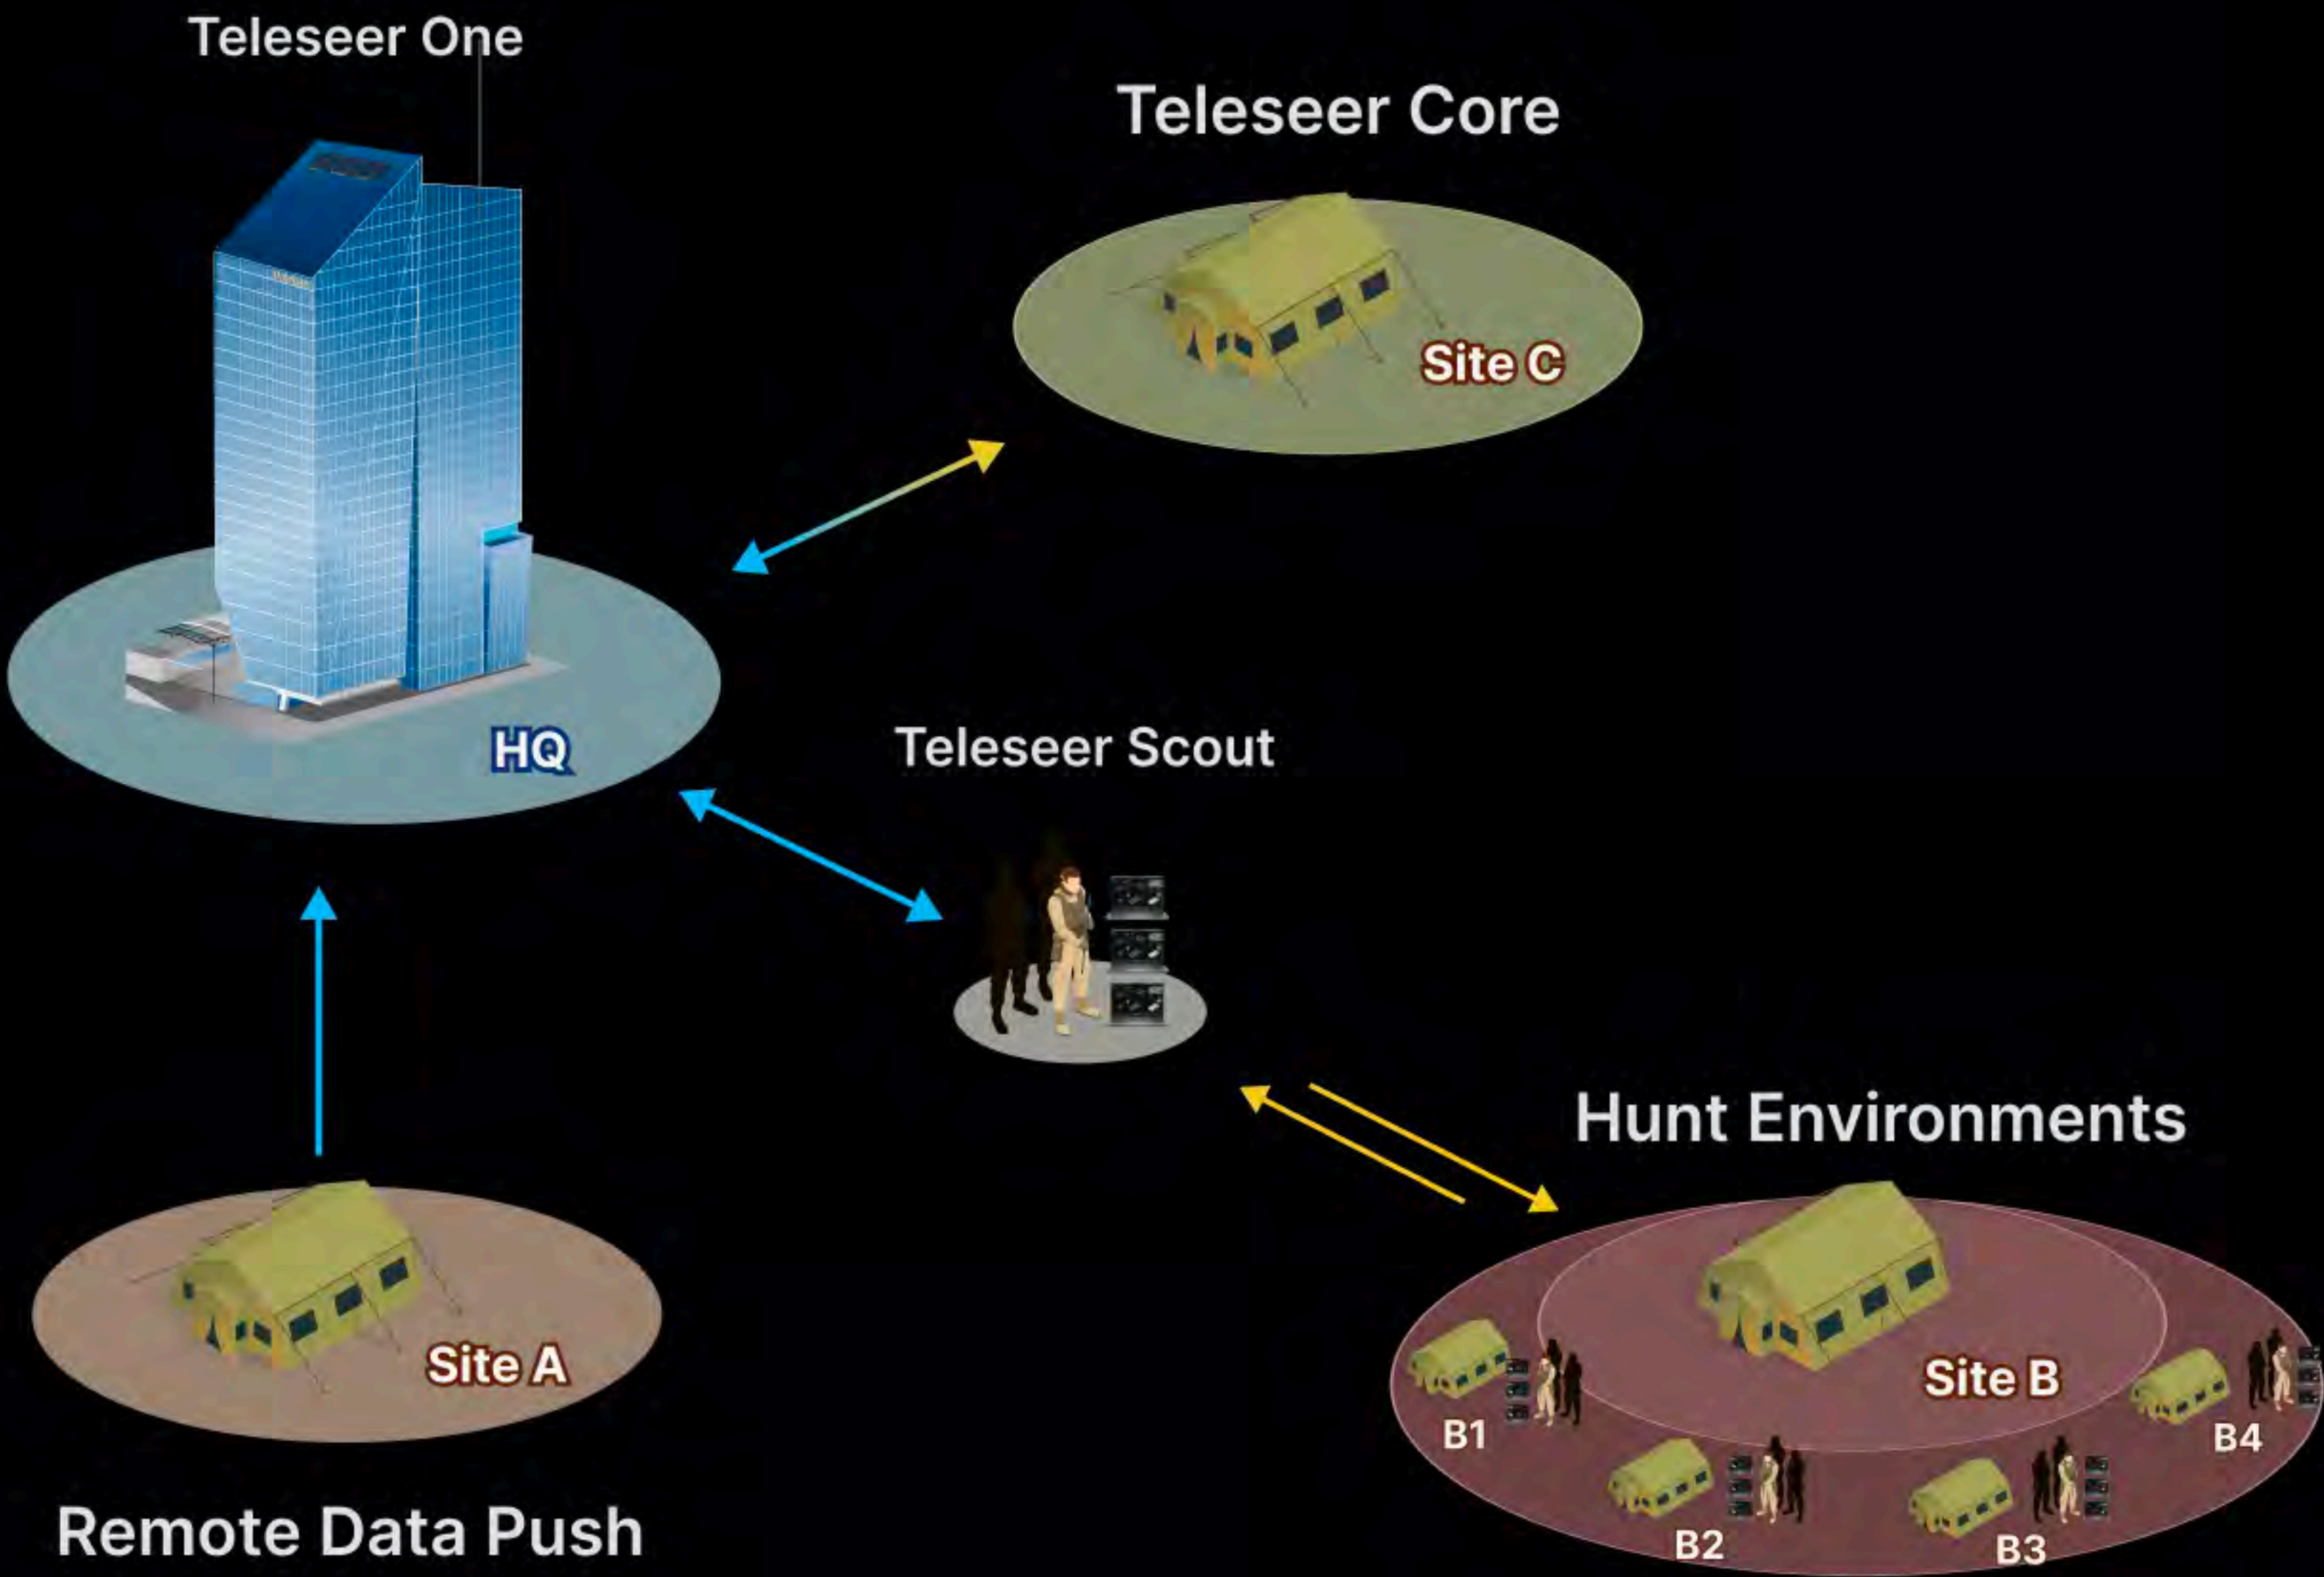 Teleseer One
Teleseer Core
Site C
HQ
Teleseer Scout
Hunt Environments
Site A
Site B
B1
B4
B2
B3
Remote Data Push